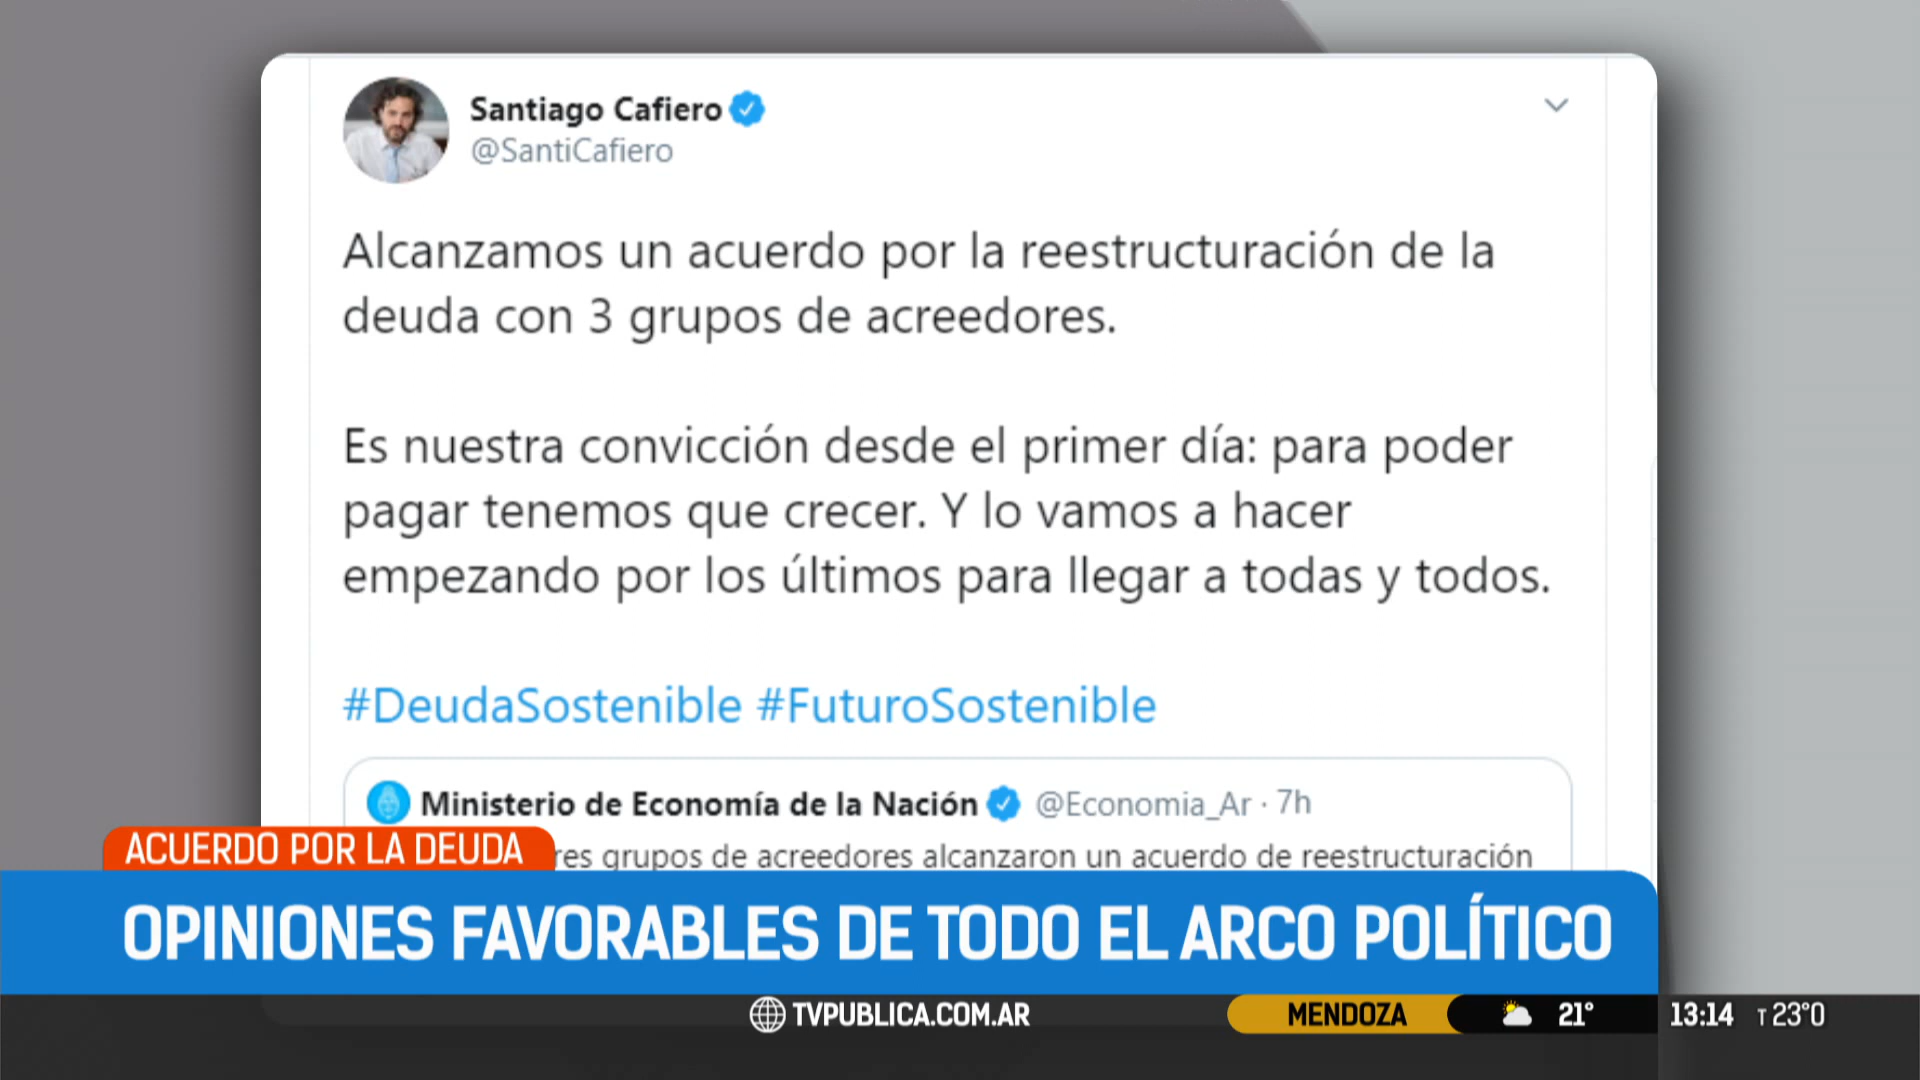 Santiago Cafiero
@SantiCafiero
Alcanzamos un acuerdo por la reestructuración de la
deuda con 3 grupos de acreedores.
Es nuestra convicción desde el primer día: para poder
pagar tenemos que crecer. Y lo vamos a hacer
empezando por los últimos para llegar a todas y todos.
#DeudaSostenible #FuturoSostenible
Ministerio de Economía de la Nación @Economia_Ar · 7h
grupos de acreedores alcanzaron un acuerdo de reestructuración
ACUERDO POR LA DEUDA
OPINIONES FAVORABLES DE TODO EL ARCO POLÍTICO
TVPUBLICA.COM.AR MENDOZA 21° 13:14 T 23°0